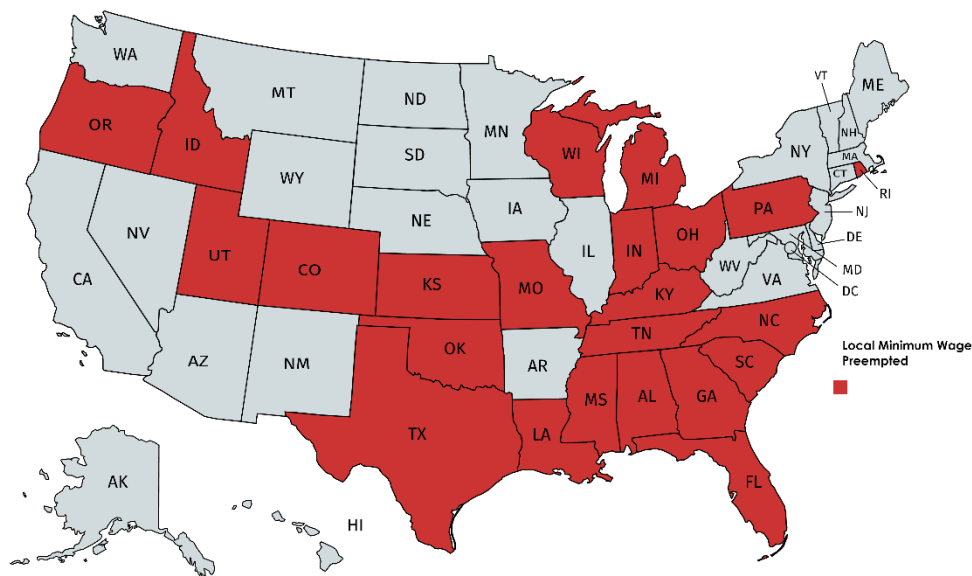 WA
MT
ND
MN
VT
ME
OR
ID
SD
WI
MI
NY
NH
MA
CT
RI
WY
IA
NE
PA
NJ
NV
UT
CO
IL
IN
OH
DE
WV
MD
CA
KS
MO
KY
VA
DC
AZ
NM
OK
AR
TN
NC
SC
Local Minimum Wage
Preempted
TX
LA
MS
AL
GA
FL
AK
HI